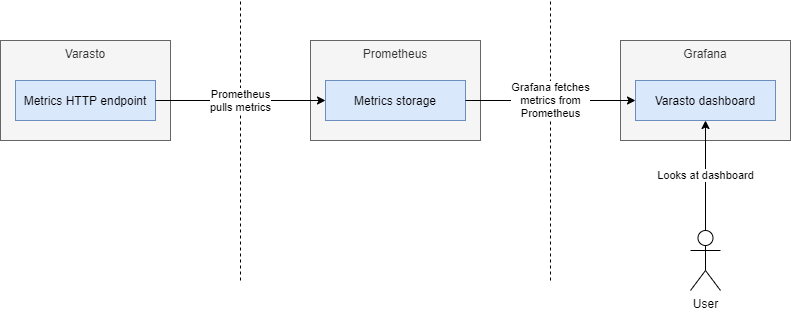 Varasto
Prometheus
Grafana
Metrics HTTP endpoint
Prometheus
pulls metrics
Metrics storage
Grafana fetches
metrics from
Prometheus
Varasto dashboard
Looks at dashboard
User